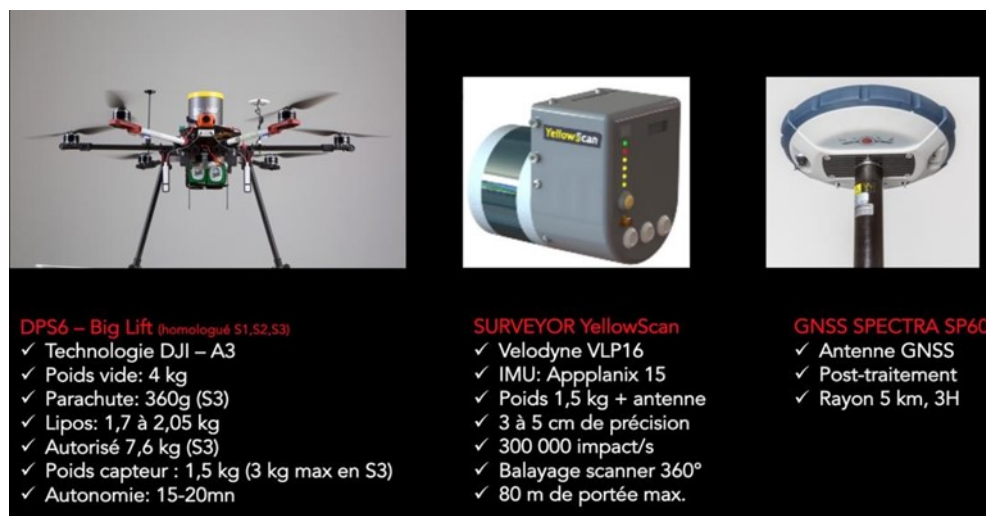 YellowScan
DPS6 – Big Lift (homologué S1,S2,S3)
✓ Technologie DJI – A3
✓ Poids vide: 4 kg
✓ Parachute: 360g (S3)
✓ Lipos: 1,7 à 2,05 kg
✓ Autorisé 7,6 kg (S3)
✓ Poids capteur : 1,5 kg (3 kg max en S3)
✓ Autonomie: 15-20mn
SURVEYOR YellowScan
✓ Velodyne VLP16
✓ IMU: Appplanix 15
✓ Poids 1,5 kg + antenne
✓ 3 à 5 cm de précision
✓ 300 000 impact/s
✓ Balayage scanner 360°
✓ 80 m de portée max.
GNSS SPECTRA SP60
✓ Antenne GNSS
✓ Post-traitement
✓ Rayon 5 km, 3H